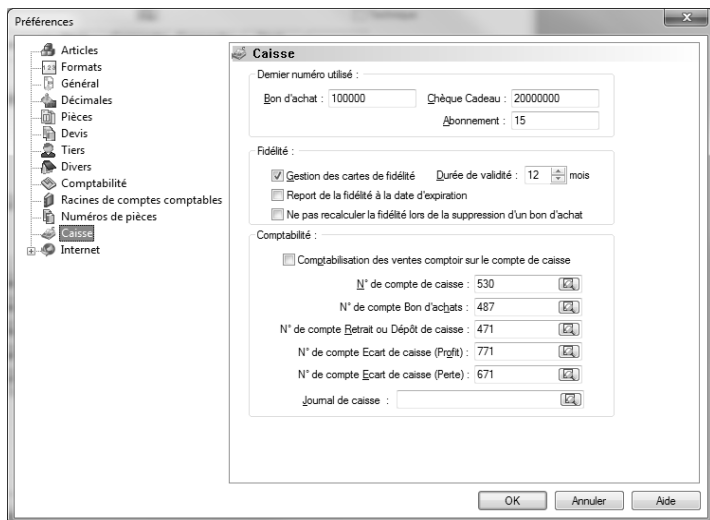 Préférences
Articles
Formats
Général
Décimales
Pièces
Devis
Tiers
Divers
Comptabilité
Racines de comptes comptables
Numéros de pièces
Caisse
Internet
Caisse
Dernier numéro utilisé :
Bon d'achat : 100000 Chèque Cadeau : 20000000
Abonnement : 15
Fidélité :
Gestion des cartes de fidélité Durée de validité : 12 mois
Report de la fidélité à la date d'expiration
Ne pas recalculer la fidélité lors de la suppression d'un bon d'achat
Comptabilité :
Comptabilisation des ventes comptoir sur le compte de caisse
N° de compte de caisse : 530
N° de compte Bon d'achats : 487
N° de compte Retrait ou Dépôt de caisse : 471
N° de compte Ecart de caisse (Profit) : 771
N° de compte Ecart de caisse (Perte) : 671
Journal de caisse :
OK Annuler Aide